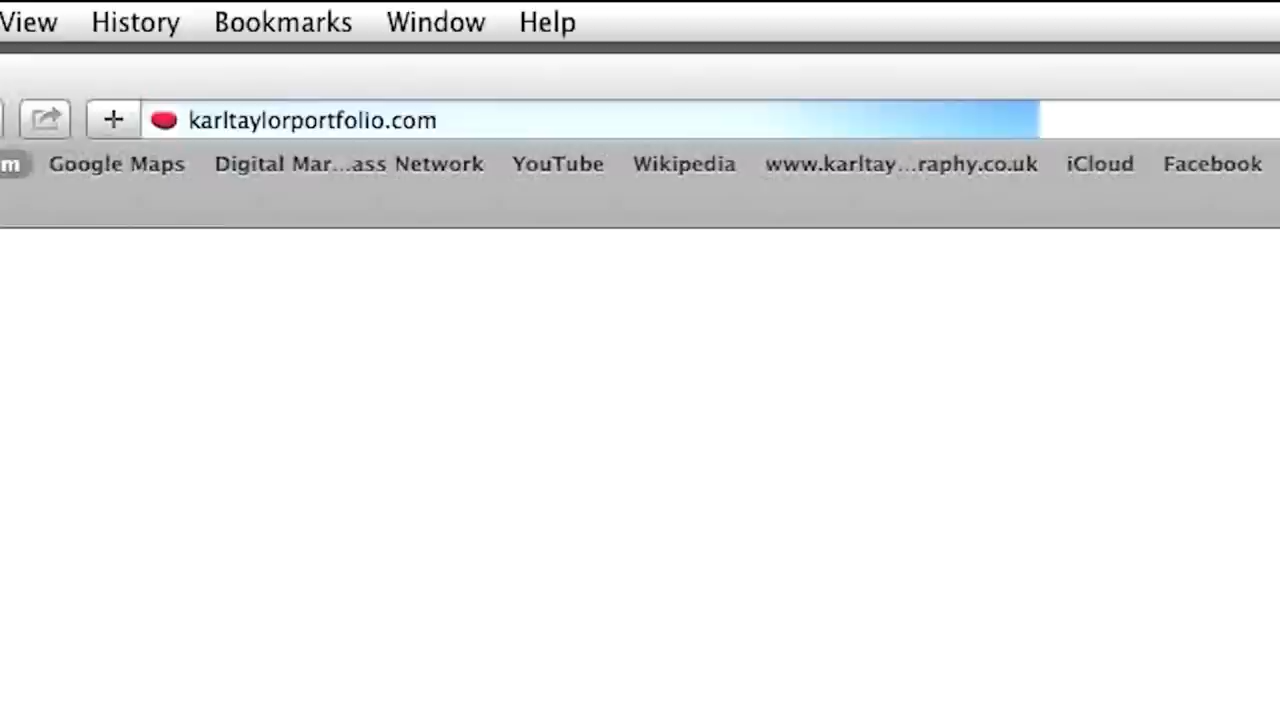 View History Bookmarks Window Help
karltaylorportfolio.com
m Google Maps Digital Mar...ass Network YouTube Wikipedia www.karltay...raphy.co.uk iCloud Facebook